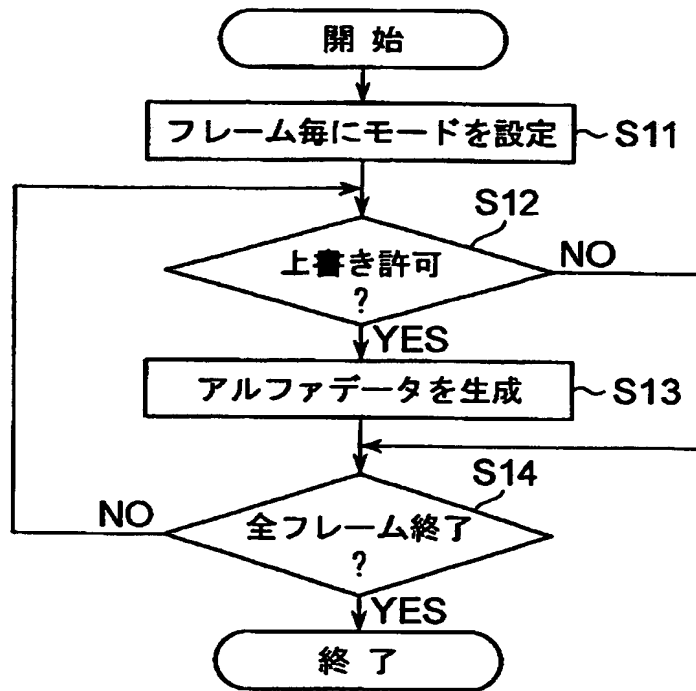 開始
フレーム毎にモードを設定
S11
S12
上書き許可
?
NO
YES
アルファデータを生成
S13
S14
全フレーム終了
?
NO
YES
終了